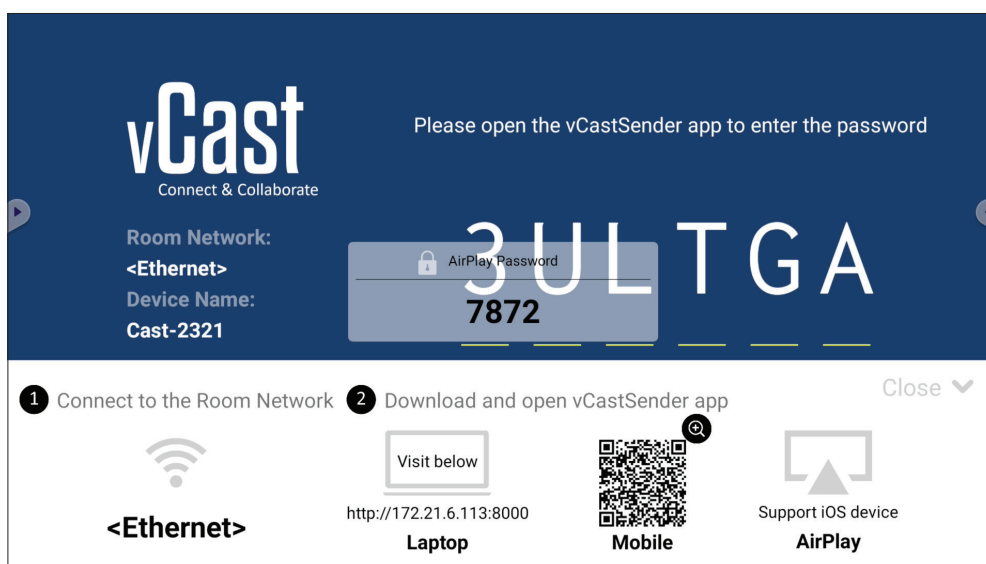 vCast
Connect & Collaborate
Please open the vCastSender app to enter the password
Room Network:
<Ethernet>
Device Name:
Cast-2321
3ULTGA
AirPlay Password
7872
1 Connect to the Room Network
2 Download and open vCastSender app
Close
<Ethernet>
Visit below
http://172.21.6.113:8000
Laptop
Mobile
Support iOS device
AirPlay